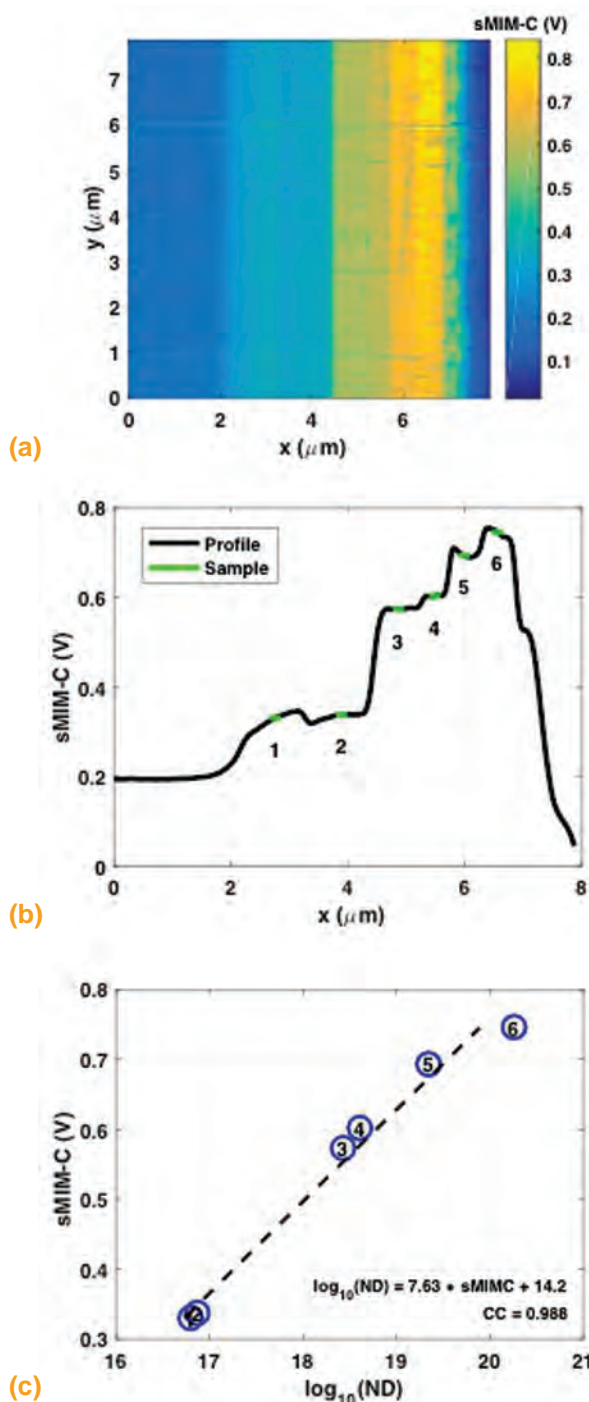 sMIM-C (V)
7
6
5
4
3
2
1
0
y (μm)
0 2 4 6
x (μm)
0.8
0.7
0.6
0.5
0.4
0.3
0.2
0.1
(a)
0.8
0.6
0.4
0.2
0
sMIM-C (V)
Profile
Sample
1
2
3
4
5
6
0 2 4 6 8
x (μm)
(b)
0.8
0.7
0.6
0.5
0.4
0.3
sMIM-C (V)
6
5
4
3
2
log10(ND) = 7.63 * sMIMC + 14.2
CC = 0.988
16 17 18 19 20 21
log10(ND)
(c)